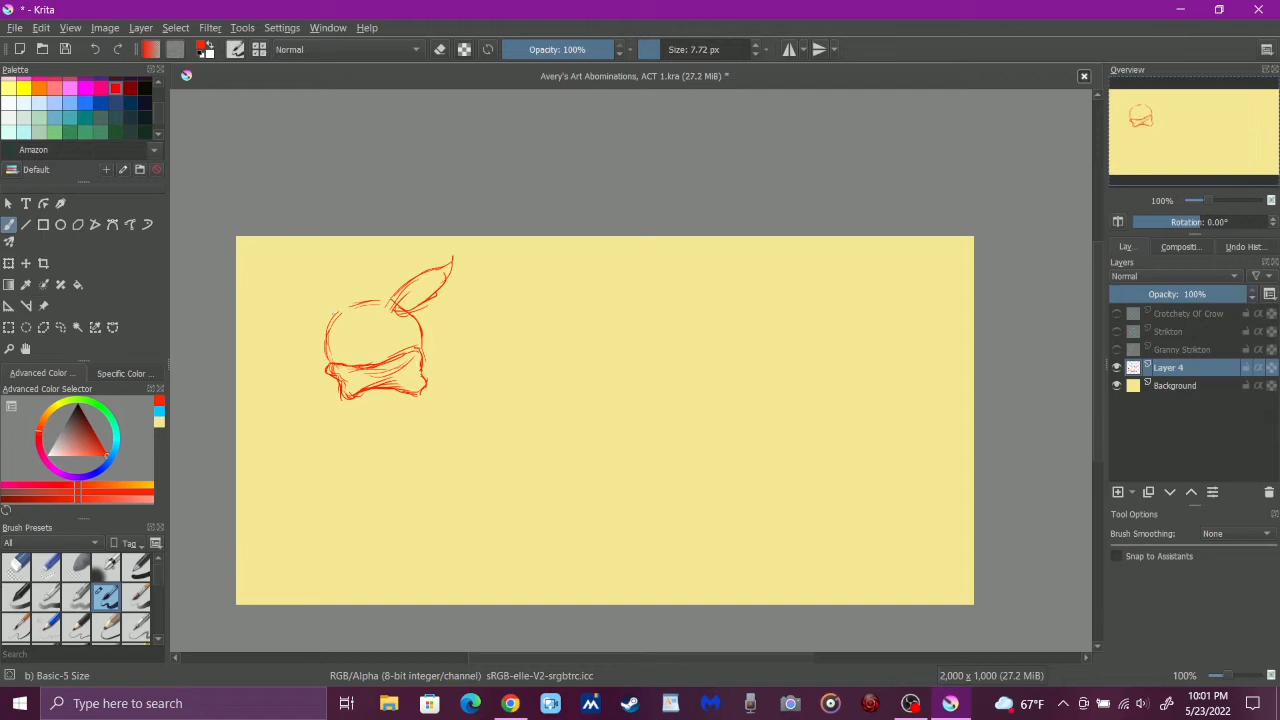 * - Krita
File Edit View Image Layer Select Filter Tools Settings Window Help
Normal Opacity: 100% Size: 7.72 px
Palette
Avery's Art Abominations, ACT 1.kra (27.2 MiB) *
Overview
Amazon
Default
100%
Rotation: 0.00°
Lay... Compositi... Undo Hist...
Layers
Normal
Opacity: 100%
Crotchety Ol' Crow
Strikton
Granny Strikton
Layer 4
Background
Advanced Color ... Specific Color ...
Advanced Color Selector
Tool Options
Brush Presets
Brush Smoothing: None
All Tag
Snap to Assistants
Search
b) Basic-5 Size RGB/Alpha (8-bit integer/channel) sRGB-elle-V2-srgbtrc.icc 2,000 x 1,000 (27.2 MiB) 100%
Type here to search 67°F 10:01 PM
5/23/2022